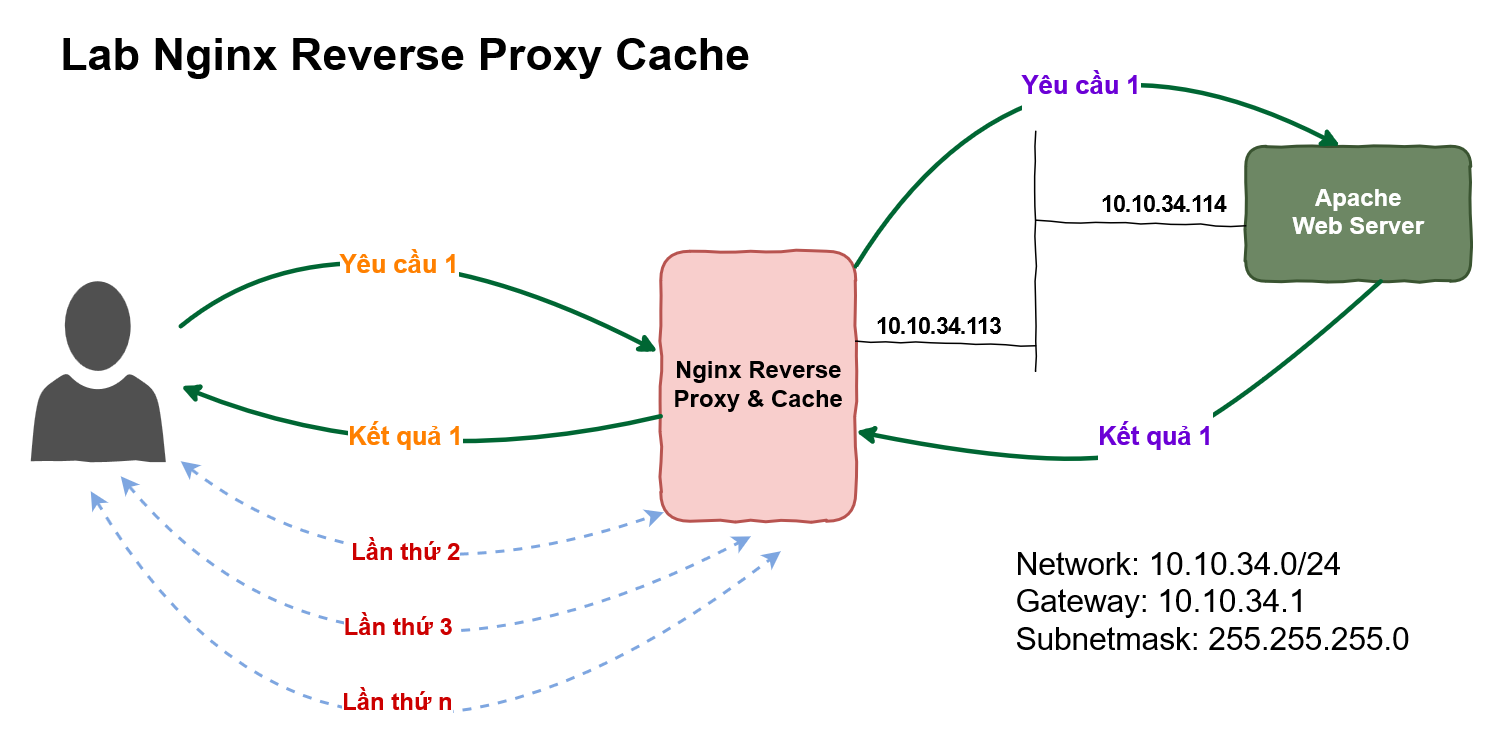 Lab Nginx Reverse Proxy Cache
Yêu cầu 1
10.10.34.114
Apache
Web Server
Yêu cầu 1
10.10.34.113
Nginx Reverse
Proxy & Cache
Kết quả 1
Kết quả 1
Lần thứ 2
Lần thứ 3
Lần thứ n
Network: 10.10.34.0/24
Gateway: 10.10.34.1
Subnetmask: 255.255.255.0